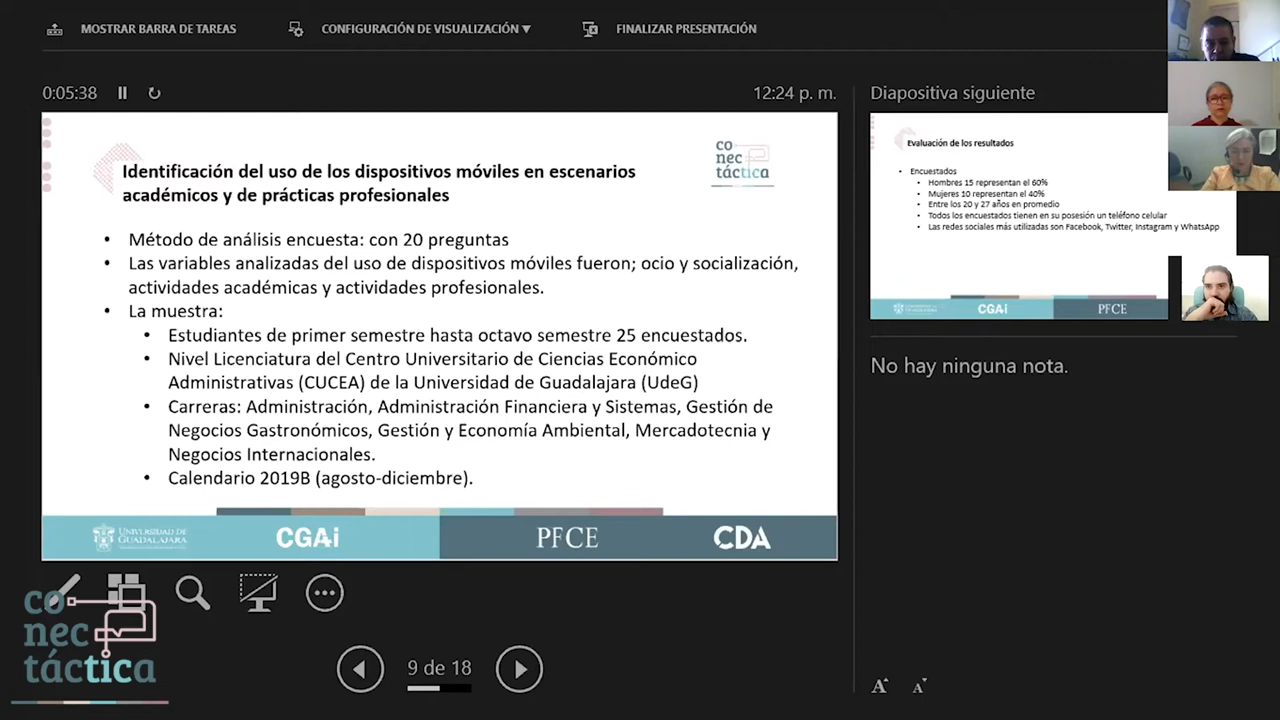 MOSTRAR BARRA DE TAREAS
CONFIGURACIÓN DE VISUALIZACIÓN ▼
FINALIZAR PRESENTACIÓN
0:05:38
12:24 p. m.
Identificación del uso de los dispositivos móviles en escenarios
académicos y de prácticas profesionales
co
nec
táctica
• Método de análisis encuesta: con 20 preguntas
• Las variables analizadas del uso de dispositivos móviles fueron; ocio y socialización,
actividades académicas y actividades profesionales.
• La muestra:
• Estudiantes de primer semestre hasta octavo semestre 25 encuestados.
• Nivel Licenciatura del Centro Universitario de Ciencias Económico
Administrativas (CUCEA) de la Universidad de Guadalajara (UdeG)
• Carreras: Administración, Administración Financiera y Sistemas, Gestión de
Negocios Gastronómicos, Gestión y Economía Ambiental, Mercadotecnia y
Negocios Internacionales.
• Calendario 2019B (agosto-diciembre).
UNIVERSIDAD DE
GUADALAJARA
CGAi
PFCE
CDA
Diapositiva siguiente
Evaluación de los resultados
• Encuestados
• Hombres 15 representan el 60%
• Mujeres 10 representan el 40%
• Entre los 20 y 27 años en promedio
• Todos los encuestados tienen en su posesión un teléfono celular
• Las redes sociales más utilizadas son Facebook, Twitter, Instagram y WhatsApp
CGAi
PFCE
No hay ninguna nota.
co
nec
táctica
9 de 18
A
A